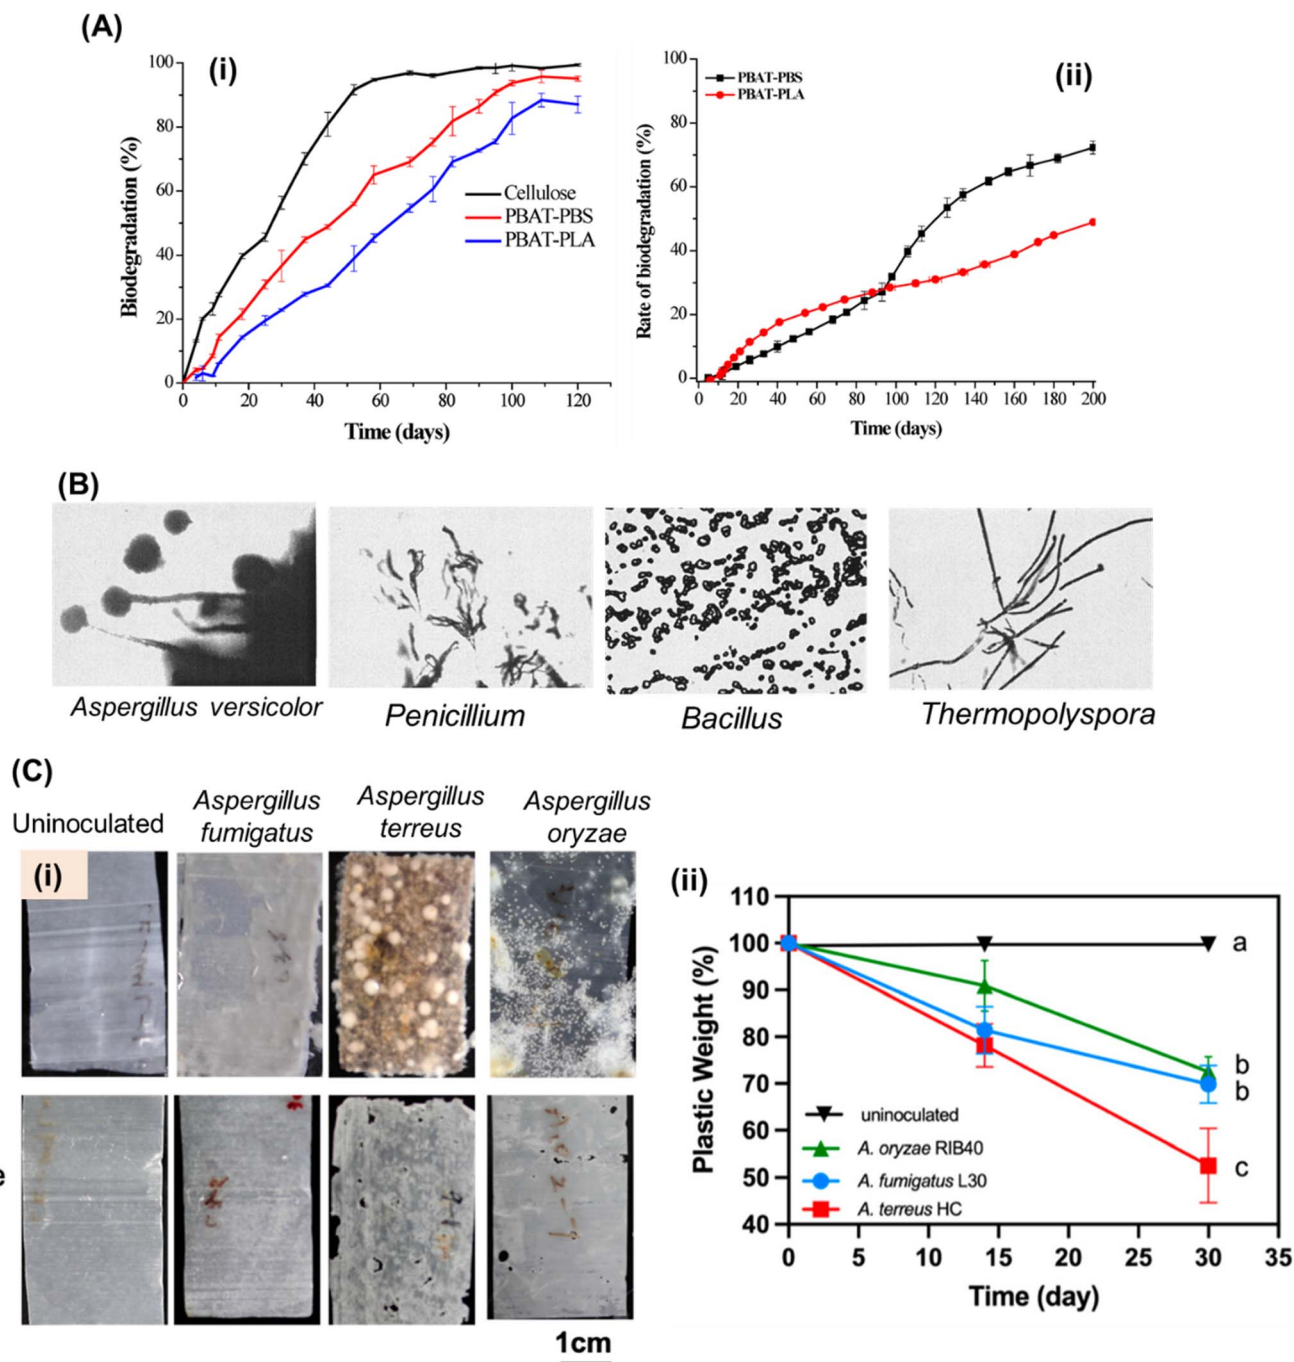 (A)
(i)
100
80
60
40
20
0
Biodegradation (%)
Cellulose
PBAT-PBS
PBAT-PLA
0 20 40 60 80 100 120
Time (days)
(ii)
PBAT-PBS
PBAT-PLA
100
80
60
40
20
0
Rate of biodegradation (%)
0 20 40 60 80 100 120 140 160 180 200
Time (days)
(B)
Aspergillus versicolor
Penicillium
Bacillus
Thermopolyspora
(C)
Uninoculated
Aspergillus
fumigatus
Aspergillus
terreus
Aspergillus
oryzae
(i)
e
1cm
(ii)
110
100
90
80
70
60
50
40
Plastic Weight (%)
a
b
b
c
uninoculated
A. oryzae RIB40
A. fumigatus L30
A. terreus HC
0 5 10 15 20 25 30 35
Time (day)